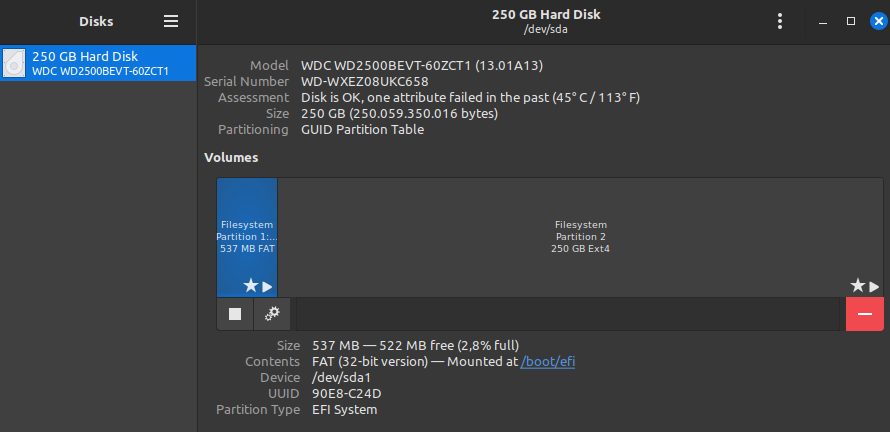 Disks
250 GB Hard Disk
/dev/sda
250 GB Hard Disk
WDC WD2500BEVT-60ZCT1
Model WDC WD2500BEVT-60ZCT1 (13.01A13)
Serial Number WD-WXEZ08UKC658
Assessment Disk is OK, one attribute failed in the past (45° C / 113° F)
Size 250 GB (250.059.350.016 bytes)
Partitioning GUID Partition Table
Volumes
Filesystem
Partition 1:...
537 MB FAT
Filesystem
Partition 2
250 GB Ext4
Size 537 MB — 522 MB free (2,8% full)
Contents FAT (32-bit version) — Mounted at /boot/efi
Device /dev/sda1
UUID 90E8-C24D
Partition Type EFI System